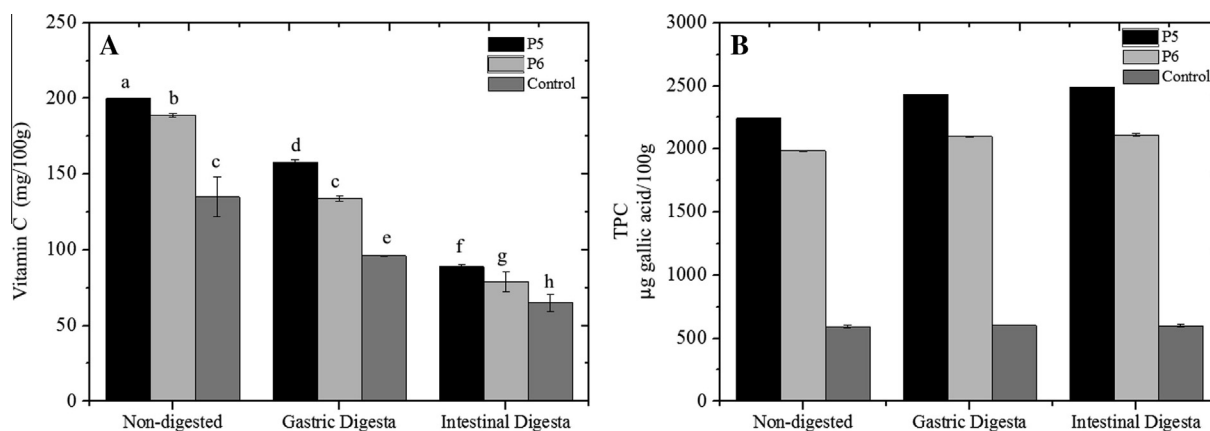 A
P5
P6
Control
250
200
150
100
50
0
Vitamin C (mg/100g)
a b c
d c e
f g h
Non-digested Gastric Digesta Intestinal Digesta
B
P5
P6
Control
3000
2500
2000
1500
1000
500
0
TPC
µg gallic acid/100g
Non-digested Gastric Digesta Intestinal Digesta